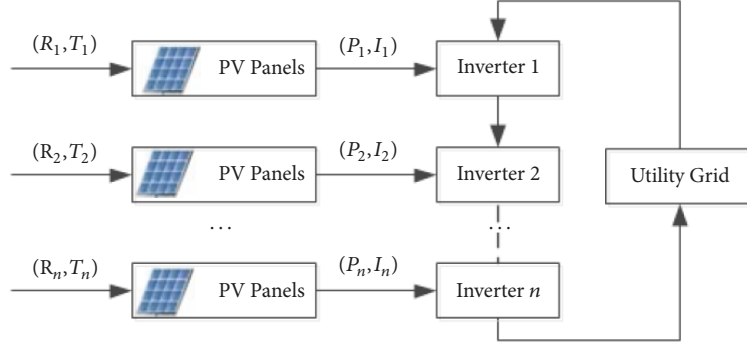 (R₁,T₁) PV Panels (P₁,I₁) Inverter 1
(R₂,T₂) PV Panels (P₂,I₂) Inverter 2 Utility Grid
... ...
(Rₙ,Tₙ) PV Panels (Pₙ,Iₙ) Inverter n